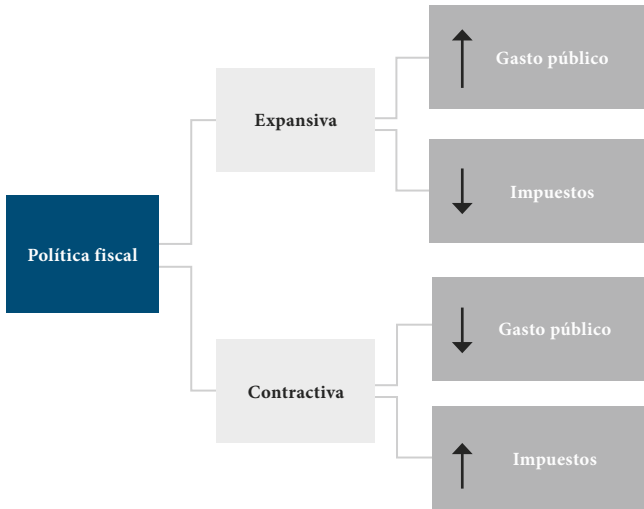 Política fiscal
Expansiva
Gasto público
Impuestos
Contractiva
Gasto público
Impuestos